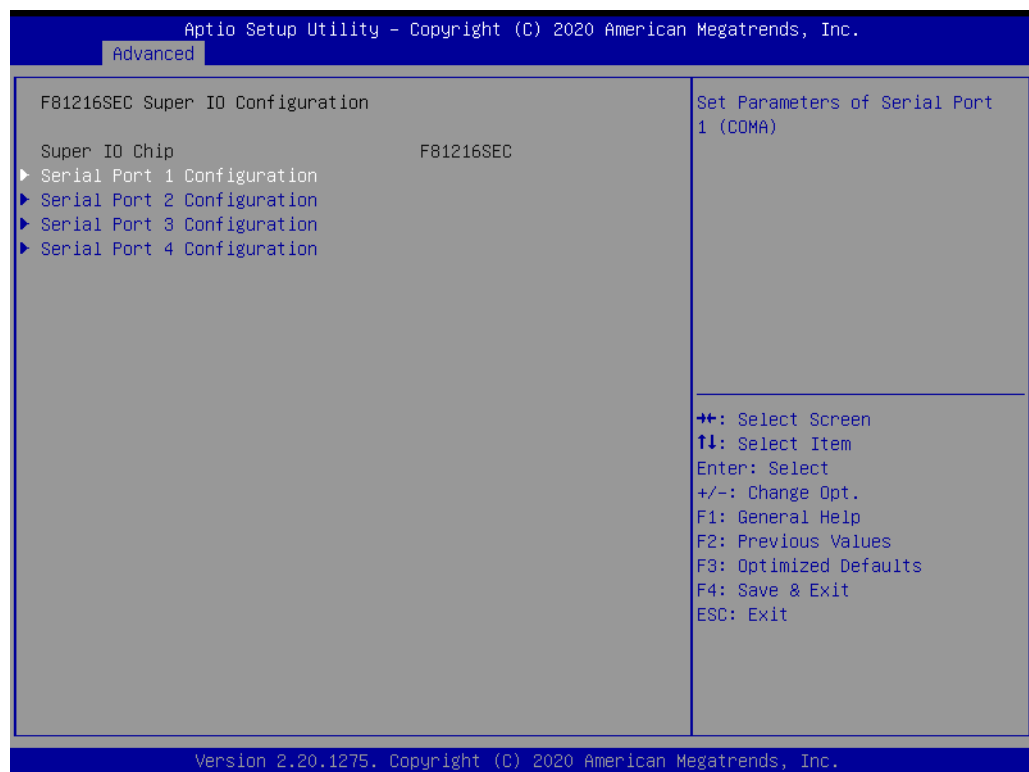 Aptio Setup Utility – Copyright (C) 2020 American Megatrends, Inc.
Advanced
F81216SEC Super IO Configuration
Super IO Chip F81216SEC
Serial Port 1 Configuration
Serial Port 2 Configuration
Serial Port 3 Configuration
Serial Port 4 Configuration
Set Parameters of Serial Port
1 (COMA)
→←: Select Screen
↑↓: Select Item
Enter: Select
+/-: Change Opt.
F1: General Help
F2: Previous Values
F3: Optimized Defaults
F4: Save & Exit
ESC: Exit
Version 2.20.1275. Copyright (C) 2020 American Megatrends, Inc.